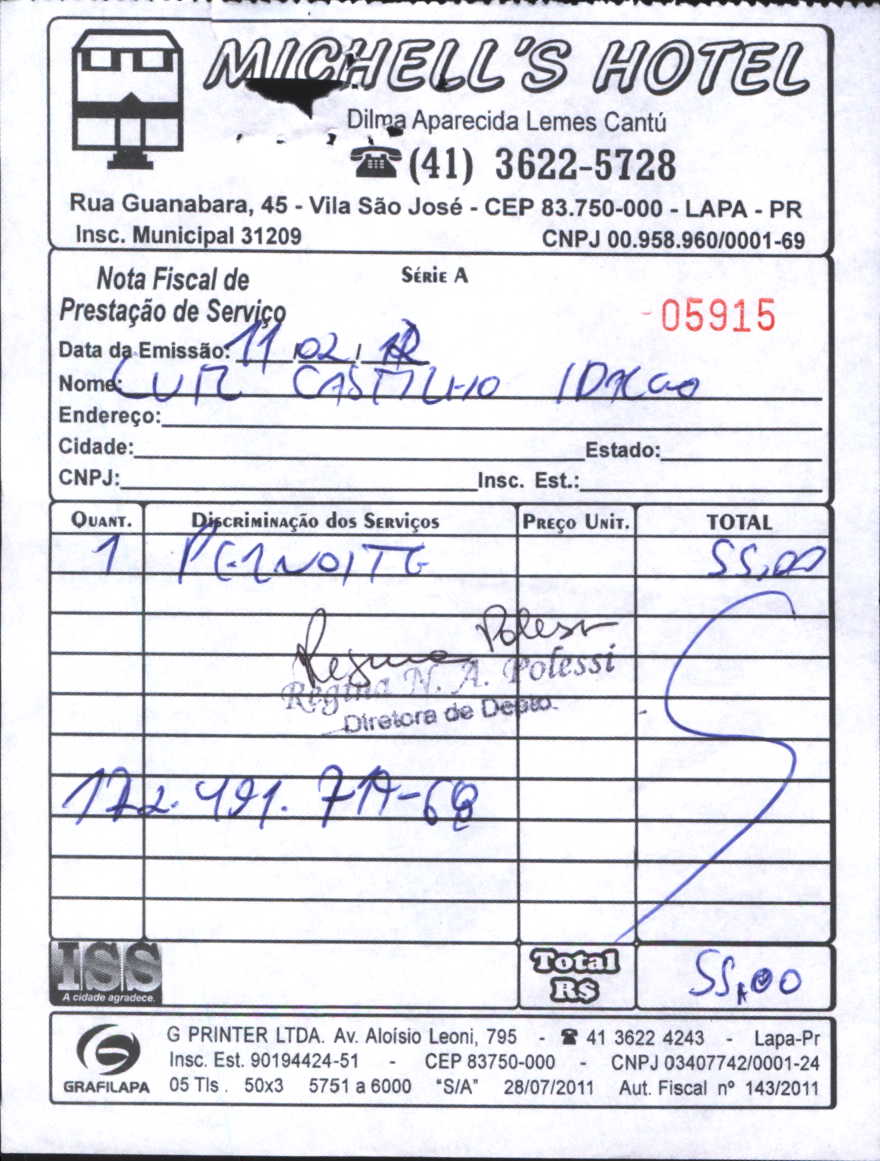 MICHELL'S HOTEL
Dilma Aparecida Lemes Cantú
(41) 3622-5728
Rua Guanabara, 45 - Vila São José - CEP 83.750-000 - LAPA - PR
Insc. Municipal 31209 CNPJ 00.958.960/0001-69
Nota Fiscal de SÉRIE A
Prestação de Serviço 05915
Data da Emissão: 11/02/12
Nome: LUIZ CASTILHO
Endereço:
Cidade: Estado:
CNPJ: Insc. Est.:
QUANT. DISCRIMINAÇÃO DOS SERVIÇOS PREÇO UNIT. TOTAL
1 PERNOITE 55,00
Regina Polessi
Regina N. A. Polessi
Diretora de Depto.
172.491.719-68
ISS Total
A cidade agradece. R$ 55,00
G PRINTER LTDA. Av. Aloísio Leoni, 795 - 41 3622 4243 - Lapa-Pr
Insc. Est. 90194424-51 - CEP 83750-000 - CNPJ 03407742/0001-24
GRAFILAPA 05 Tls. 50x3 5751 a 6000 "S/A" 28/07/2011 Aut. Fiscal nº 143/2011